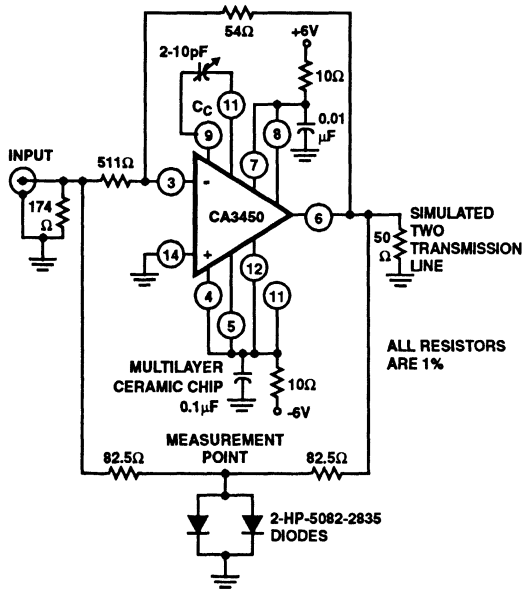 54Ω
+6V
2-10pF
10Ω
CC
11
0.01
µF
9
8
7
INPUT
511Ω
3
-
174
Ω
CA3450
6
SIMULATED
TWO
TRANSMISSION
LINE
50
Ω
14
+
12
4
11
5
ALL RESISTORS
ARE 1%
MULTILAYER
CERAMIC CHIP
0.1µF
10Ω
-6V
MEASUREMENT
POINT
82.5Ω
82.5Ω
2-HP-5082-2835
DIODES